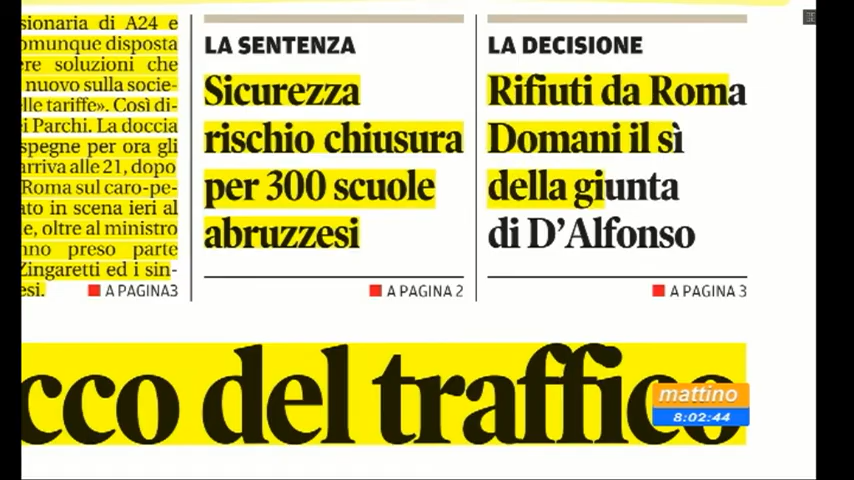 sionaria di A24 e
omunque disposta
ere soluzioni che
nuovo sulla socie-
lle tariffe». Così di-
ei Parchi. La doccia
spegne per ora gli
arriva alle 21, dopo
Roma sul caro-pe-
ato in scena ieri al
e, oltre al ministro
nno preso parte
Zingaretti ed i sin-
esi.
A PAGINA3
LA SENTENZA
Sicurezza
rischio chiusura
per 300 scuole
abruzzesi
A PAGINA 2
LA DECISIONE
Rifiuti da Roma
Domani il sì
della giunta
di D'Alfonso
A PAGINA 3
cco del traffico
mattino
8:02:44